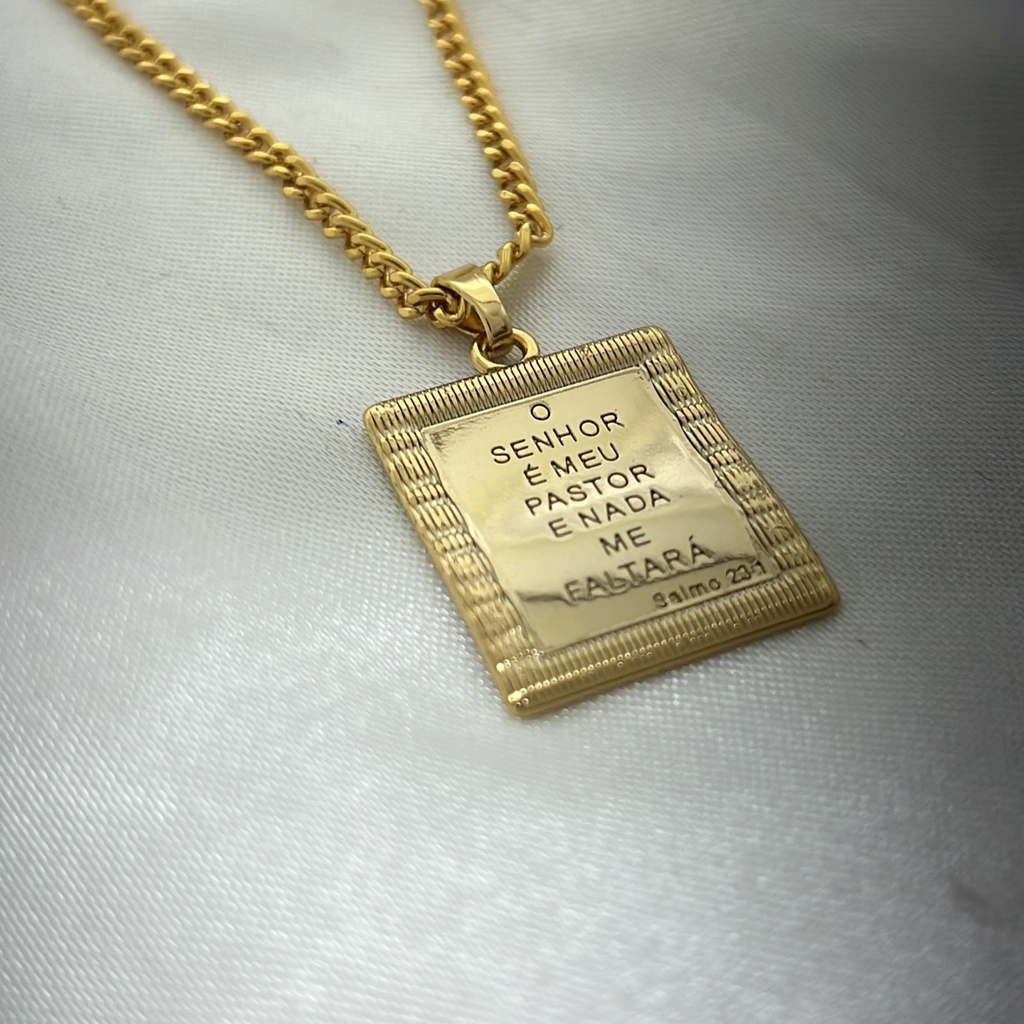 O
SENHOR
É MEU
PASTOR
E NADA
ME
FALTARÁ
Salmo 23-1